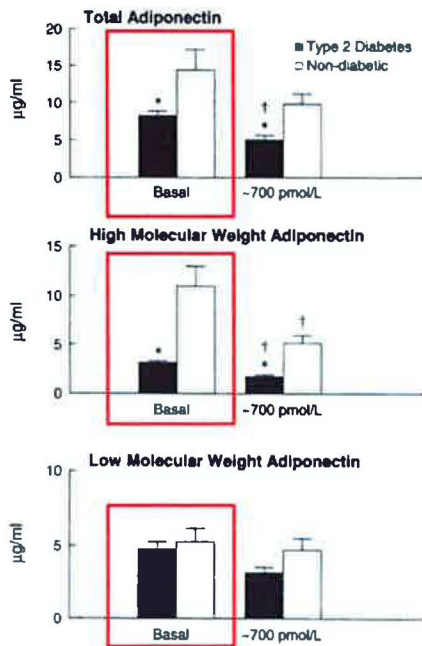 Total Adiponectin
20
15
10
5
0
µg/ml
■ Type 2 Diabetes
□ Non-diabetic
*
†
*
Basal
~700 pmol/L
High Molecular Weight Adiponectin
15
10
5
0
µg/ml
*
†
*
†
Basal
~700 pmol/L
Low Molecular Weight Adiponectin
10
5
0
µg/ml
Basal
~700 pmol/L